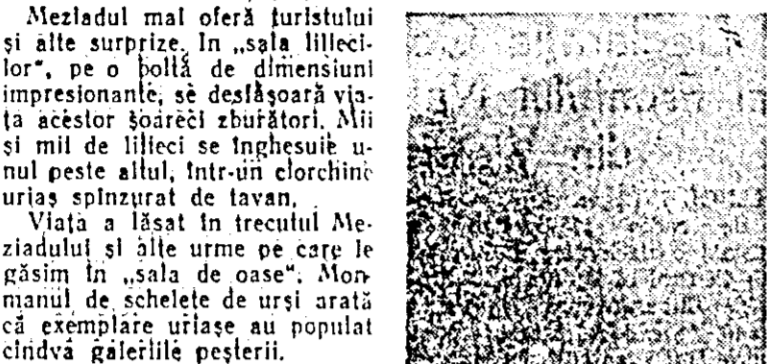 Meziadul mai oferă turistului
și alte surprize. In „sala lilieci-
lor“, pe o boltă de dimensiuni
impresionante, se desfășoară via-
ța acestor șoareci zburători. Mii
și mii de lilieci se înghesuie u-
nul peste altul, într-un ciorchine
uriaș spînzurat de tavan.
Viața a lăsat în trecutul Me-
ziadului și alte urme pe care le
găsim în „sala de oase“. Mor-
manul de schelete de urși arată
că exemplare uriașe au populat
cîndva galeriile peșterii.